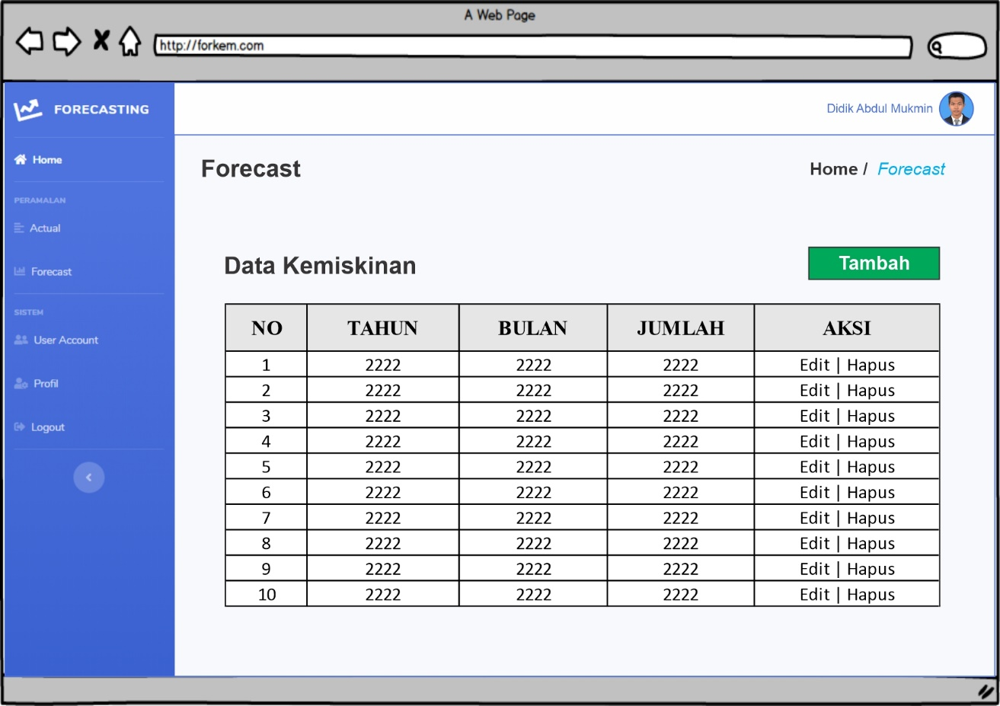 A Web Page
http://forkem.com
FORECASTING
Didik Abdul Mukmin
Home
PERAMALAN
Actual
Forecast
SISTEM
User Account
Profil
Logout
Forecast
Home / Forecast
Data Kemiskinan
Tambah
NO TAHUN BULAN JUMLAH AKSI
1 2222 2222 2222 Edit | Hapus
2 2222 2222 2222 Edit | Hapus
3 2222 2222 2222 Edit | Hapus
4 2222 2222 2222 Edit | Hapus
5 2222 2222 2222 Edit | Hapus
6 2222 2222 2222 Edit | Hapus
7 2222 2222 2222 Edit | Hapus
8 2222 2222 2222 Edit | Hapus
9 2222 2222 2222 Edit | Hapus
10 2222 2222 2222 Edit | Hapus